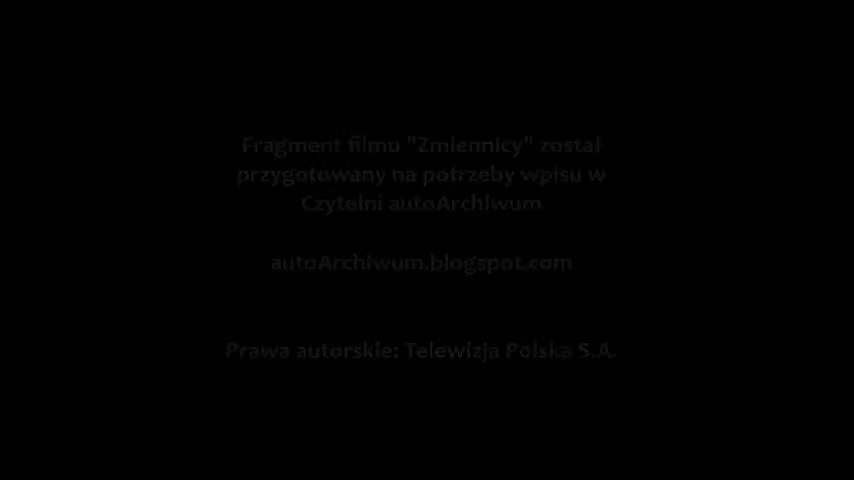 Fragment filmu "Zmiennicy" został
przygotowany na potrzeby wpisu w
Czytelni autoArchiwum
autoArchiwum.blogspot.com
Prawa autorskie: Telewizja Polska S.A.